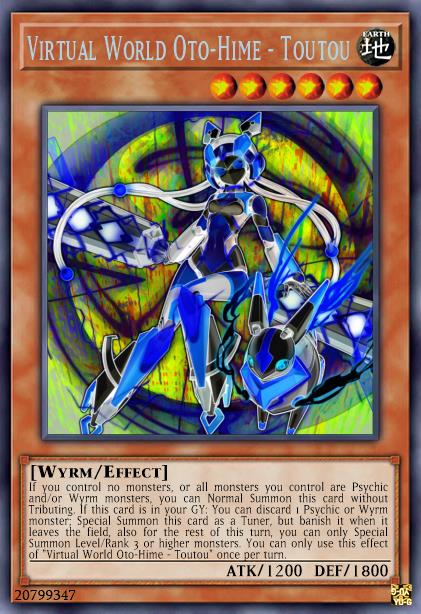 Virtual World Oto-Hime - Toutou
EARTH
地
[Wyrm/Effect]
If you control no monsters, or all monsters you control are Psychic
and/or Wyrm monsters, you can Normal Summon this card without
Tributing. If this card is in your GY: You can discard 1 Psychic or Wyrm
monster; Special Summon this card as a Tuner, but banish it when it
leaves the field, also for the rest of this turn, you can only Special
Summon Level/Rank 3 or higher monsters. You can only use this effect
of "Virtual World Oto-Hime - Toutou" once per turn.
ATK/1200 DEF/1800
20799347